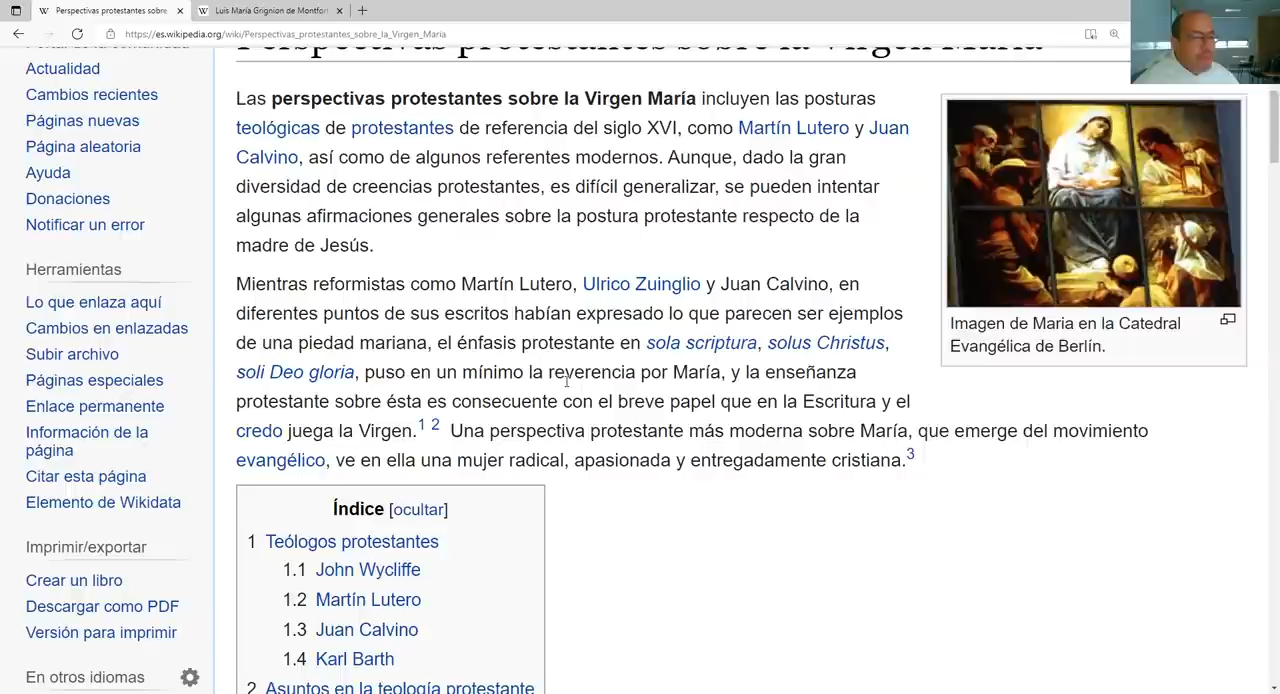 Perspectivas protestantes sobre
Luis María Grignion de Montfort
https://es.wikipedia.org/wiki/Perspectivas_protestantes_sobre_la_Virgen_María
Perspectivas protestantes sobre la Virgen María
Portal de la comunidad
Actualidad
Cambios recientes
Páginas nuevas
Página aleatoria
Ayuda
Donaciones
Notificar un error
Herramientas
Lo que enlaza aquí
Cambios en enlazadas
Subir archivo
Páginas especiales
Enlace permanente
Información de la
página
Citar esta página
Elemento de Wikidata
Imprimir/exportar
Crear un libro
Descargar como PDF
Versión para imprimir
En otros idiomas
Las perspectivas protestantes sobre la Virgen María incluyen las posturas
teológicas de protestantes de referencia del siglo XVI, como Martín Lutero y Juan
Calvino, así como de algunos referentes modernos. Aunque, dado la gran
diversidad de creencias protestantes, es difícil generalizar, se pueden intentar
algunas afirmaciones generales sobre la postura protestante respecto de la
madre de Jesús.
Mientras reformistas como Martín Lutero, Ulrico Zuinglio y Juan Calvino, en
diferentes puntos de sus escritos habían expresado lo que parecen ser ejemplos
de una piedad mariana, el énfasis protestante en sola scriptura, solus Christus,
soli Deo gloria, puso en un mínimo la reverencia por María, y la enseñanza
protestante sobre ésta es consecuente con el breve papel que en la Escritura y el
credo juega la Virgen.1 2 Una perspectiva protestante más moderna sobre María, que emerge del movimiento
evangélico, ve en ella una mujer radical, apasionada y entregadamente cristiana.3
Imagen de Maria en la Catedral
Evangélica de Berlín.
Índice [ocultar]
1 Teólogos protestantes
1.1 John Wycliffe
1.2 Martín Lutero
1.3 Juan Calvino
1.4 Karl Barth
2 Asuntos en la teología protestante